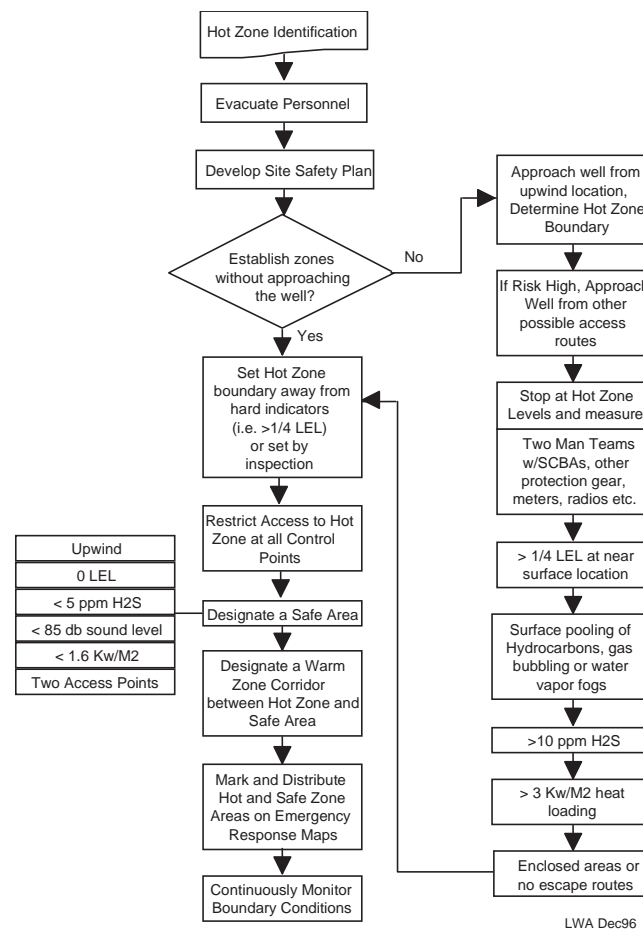 Hot Zone Identification
Evacuate Personnel
Develop Site Safety Plan
Establish zones
without approaching
the well?
No
Yes
Set Hot Zone
boundary away from
hard indicators
(i.e. >1/4 LEL)
or set by
inspection
Restrict Access to Hot
Zone at all Control
Points
Designate a Safe Area
Upwind
0 LEL
< 5 ppm H2S
< 85 db sound level
< 1.6 Kw/M2
Two Access Points
Designate a Warm
Zone Corridor
between Hot Zone and
Safe Area
Mark and Distribute
Hot and Safe Zone
Areas on Emergency
Response Maps
Continuously Monitor
Boundary Conditions
Approach well from
upwind location,
Determine Hot Zone
Boundary
If Risk High, Approach
Well from other
possible access
routes
Stop at Hot Zone
Levels and measure
Two Man Teams
w/SCBAs, other
protection gear,
meters, radios etc.
> 1/4 LEL at near
surface location
Surface pooling of
Hydrocarbons, gas
bubbling or water
vapor fogs
>10 ppm H2S
> 3 Kw/M2 heat
loading
Enclosed areas or
no escape routes
LWA Dec96